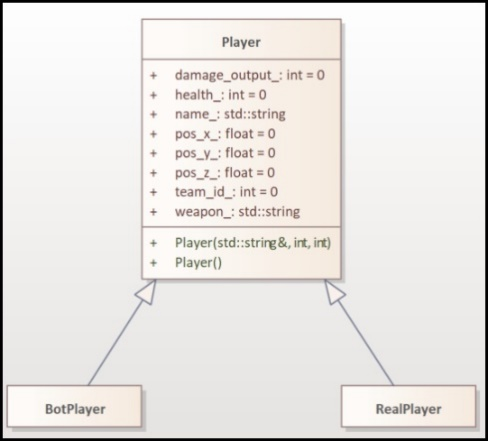 Player
+ damage_output_: int = 0
+ health_: int = 0
+ name_: std::string
+ pos_x_: float = 0
+ pos_y_: float = 0
+ pos_z_: float = 0
+ team_id_: int = 0
+ weapon_: std::string
+ Player(std::string&, int, int)
+ Player()
BotPlayer
RealPlayer